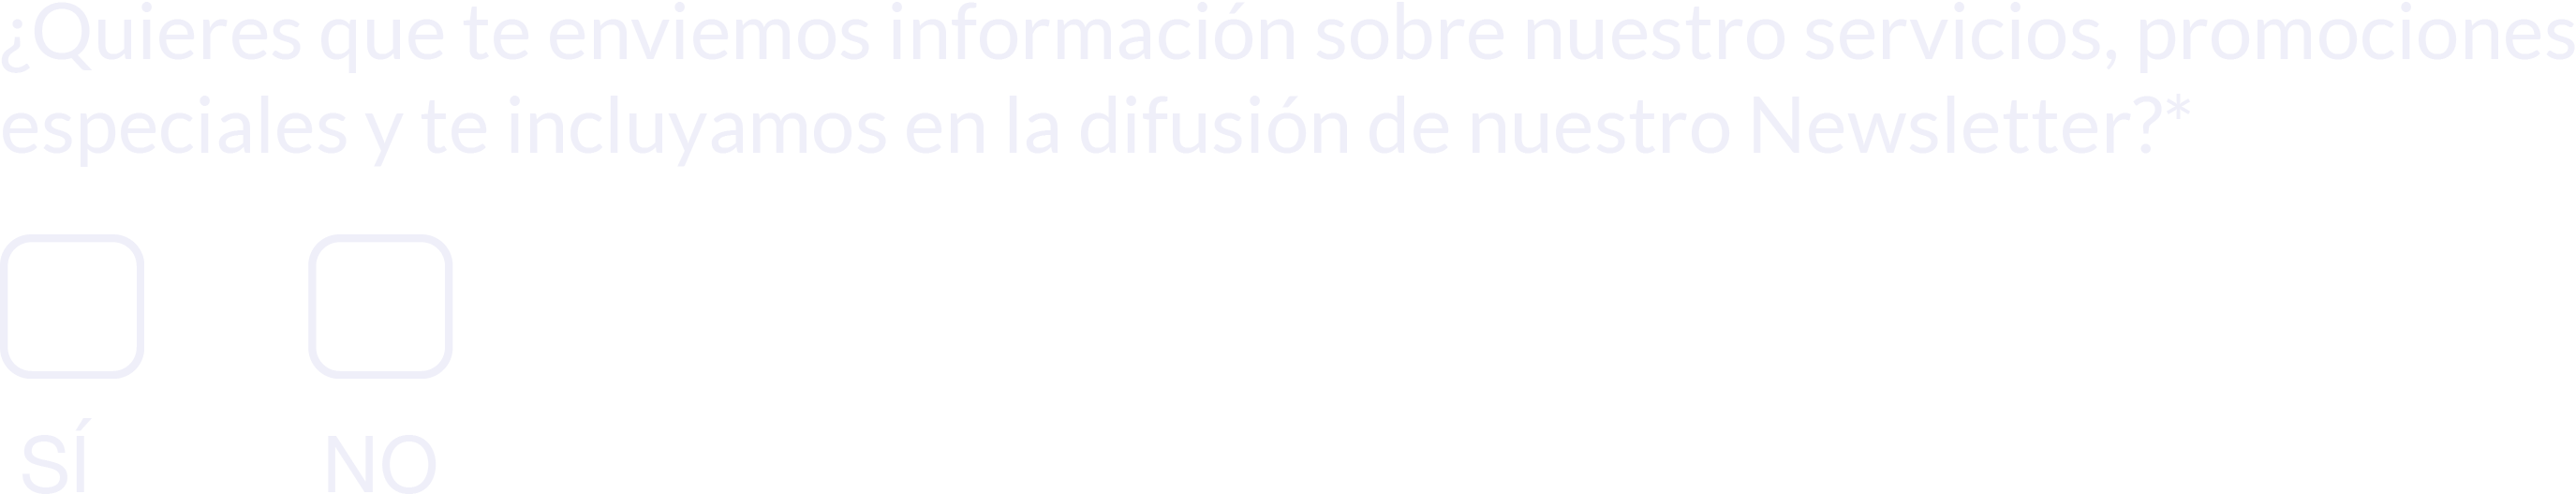 ¿Quieres que te enviemos información sobre nuestro servicios, promociones
especiales y te incluyamos en la difusión de nuestro Newsletter?*
SÍ NO